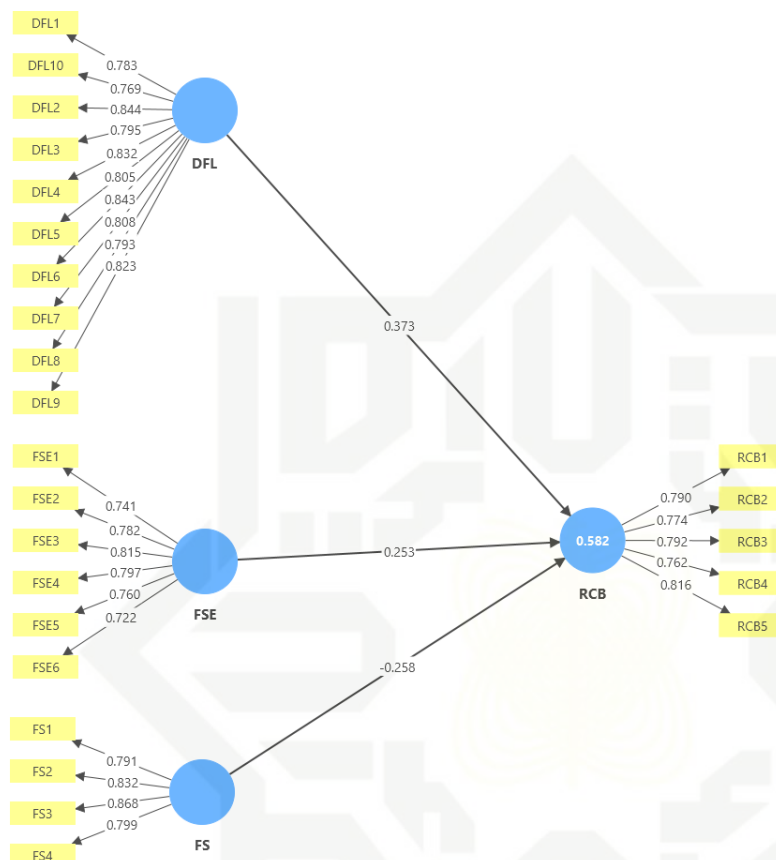 DFL1
DFL10
DFL2
DFL3
DFL4
DFL5
DFL6
DFL7
DFL8
DFL9
0.783
0.769
0.844
0.795
0.832
0.805
0.843
0.808
0.793
0.823
DFL
0.373
FSE1
FSE2
FSE3
FSE4
FSE5
FSE6
0.741
0.782
0.815
0.797
0.760
0.722
FSE
0.253
0.582
RCB
0.790
0.774
0.792
0.762
0.816
RCB1
RCB2
RCB3
RCB4
RCB5
-0.258
FS1
FS2
FS3
FS4
0.791
0.832
0.868
0.799
FS